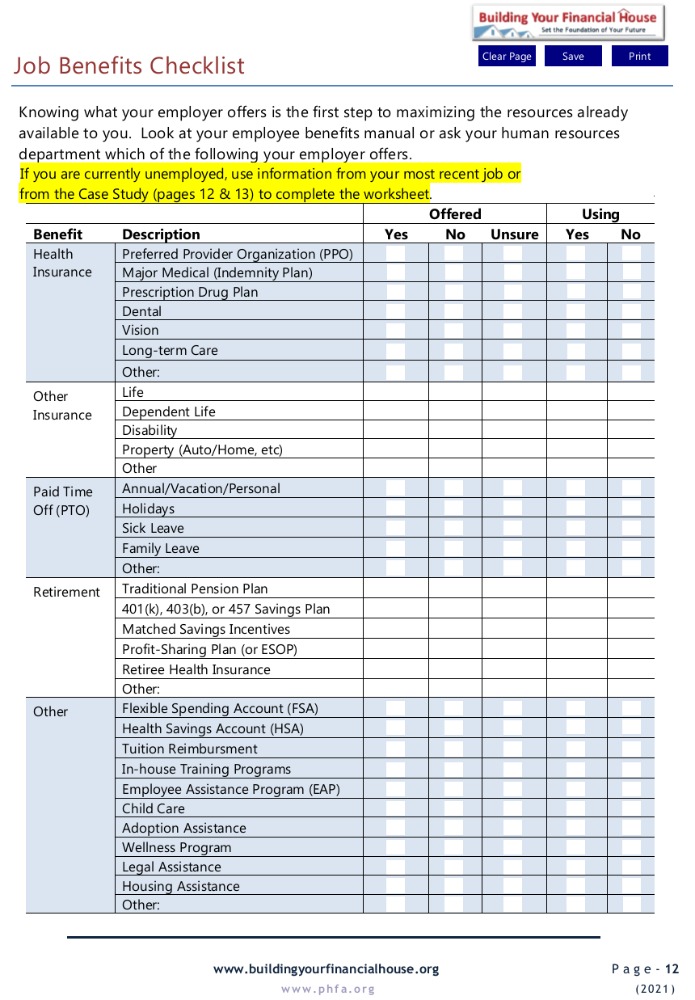 Building Your Financial House
Set the Foundation of Your Future
Clear Page Save Print
Job Benefits Checklist
Knowing what your employer offers is the first step to maximizing the resources already
available to you. Look at your employee benefits manual or ask your human resources
department which of the following your employer offers.
If you are currently unemployed, use information from your most recent job or
from the Case Study (pages 12 & 13) to complete the worksheet.
Offered Using
Benefit Description Yes No Unsure Yes No
Health Preferred Provider Organization (PPO)
Insurance Major Medical (Indemnity Plan)
Prescription Drug Plan
Dental
Vision
Long-term Care
Other:
Other Life
Insurance Dependent Life
Disability
Property (Auto/Home, etc)
Other
Paid Time Annual/Vacation/Personal
Off (PTO) Holidays
Sick Leave
Family Leave
Other:
Retirement Traditional Pension Plan
401(k), 403(b), or 457 Savings Plan
Matched Savings Incentives
Profit-Sharing Plan (or ESOP)
Retiree Health Insurance
Other:
Other Flexible Spending Account (FSA)
Health Savings Account (HSA)
Tuition Reimbursment
In-house Training Programs
Employee Assistance Program (EAP)
Child Care
Adoption Assistance
Wellness Program
Legal Assistance
Housing Assistance
Other:
www.buildingyourfinancialhouse.org Page - 12
www.phfa.org (2021)